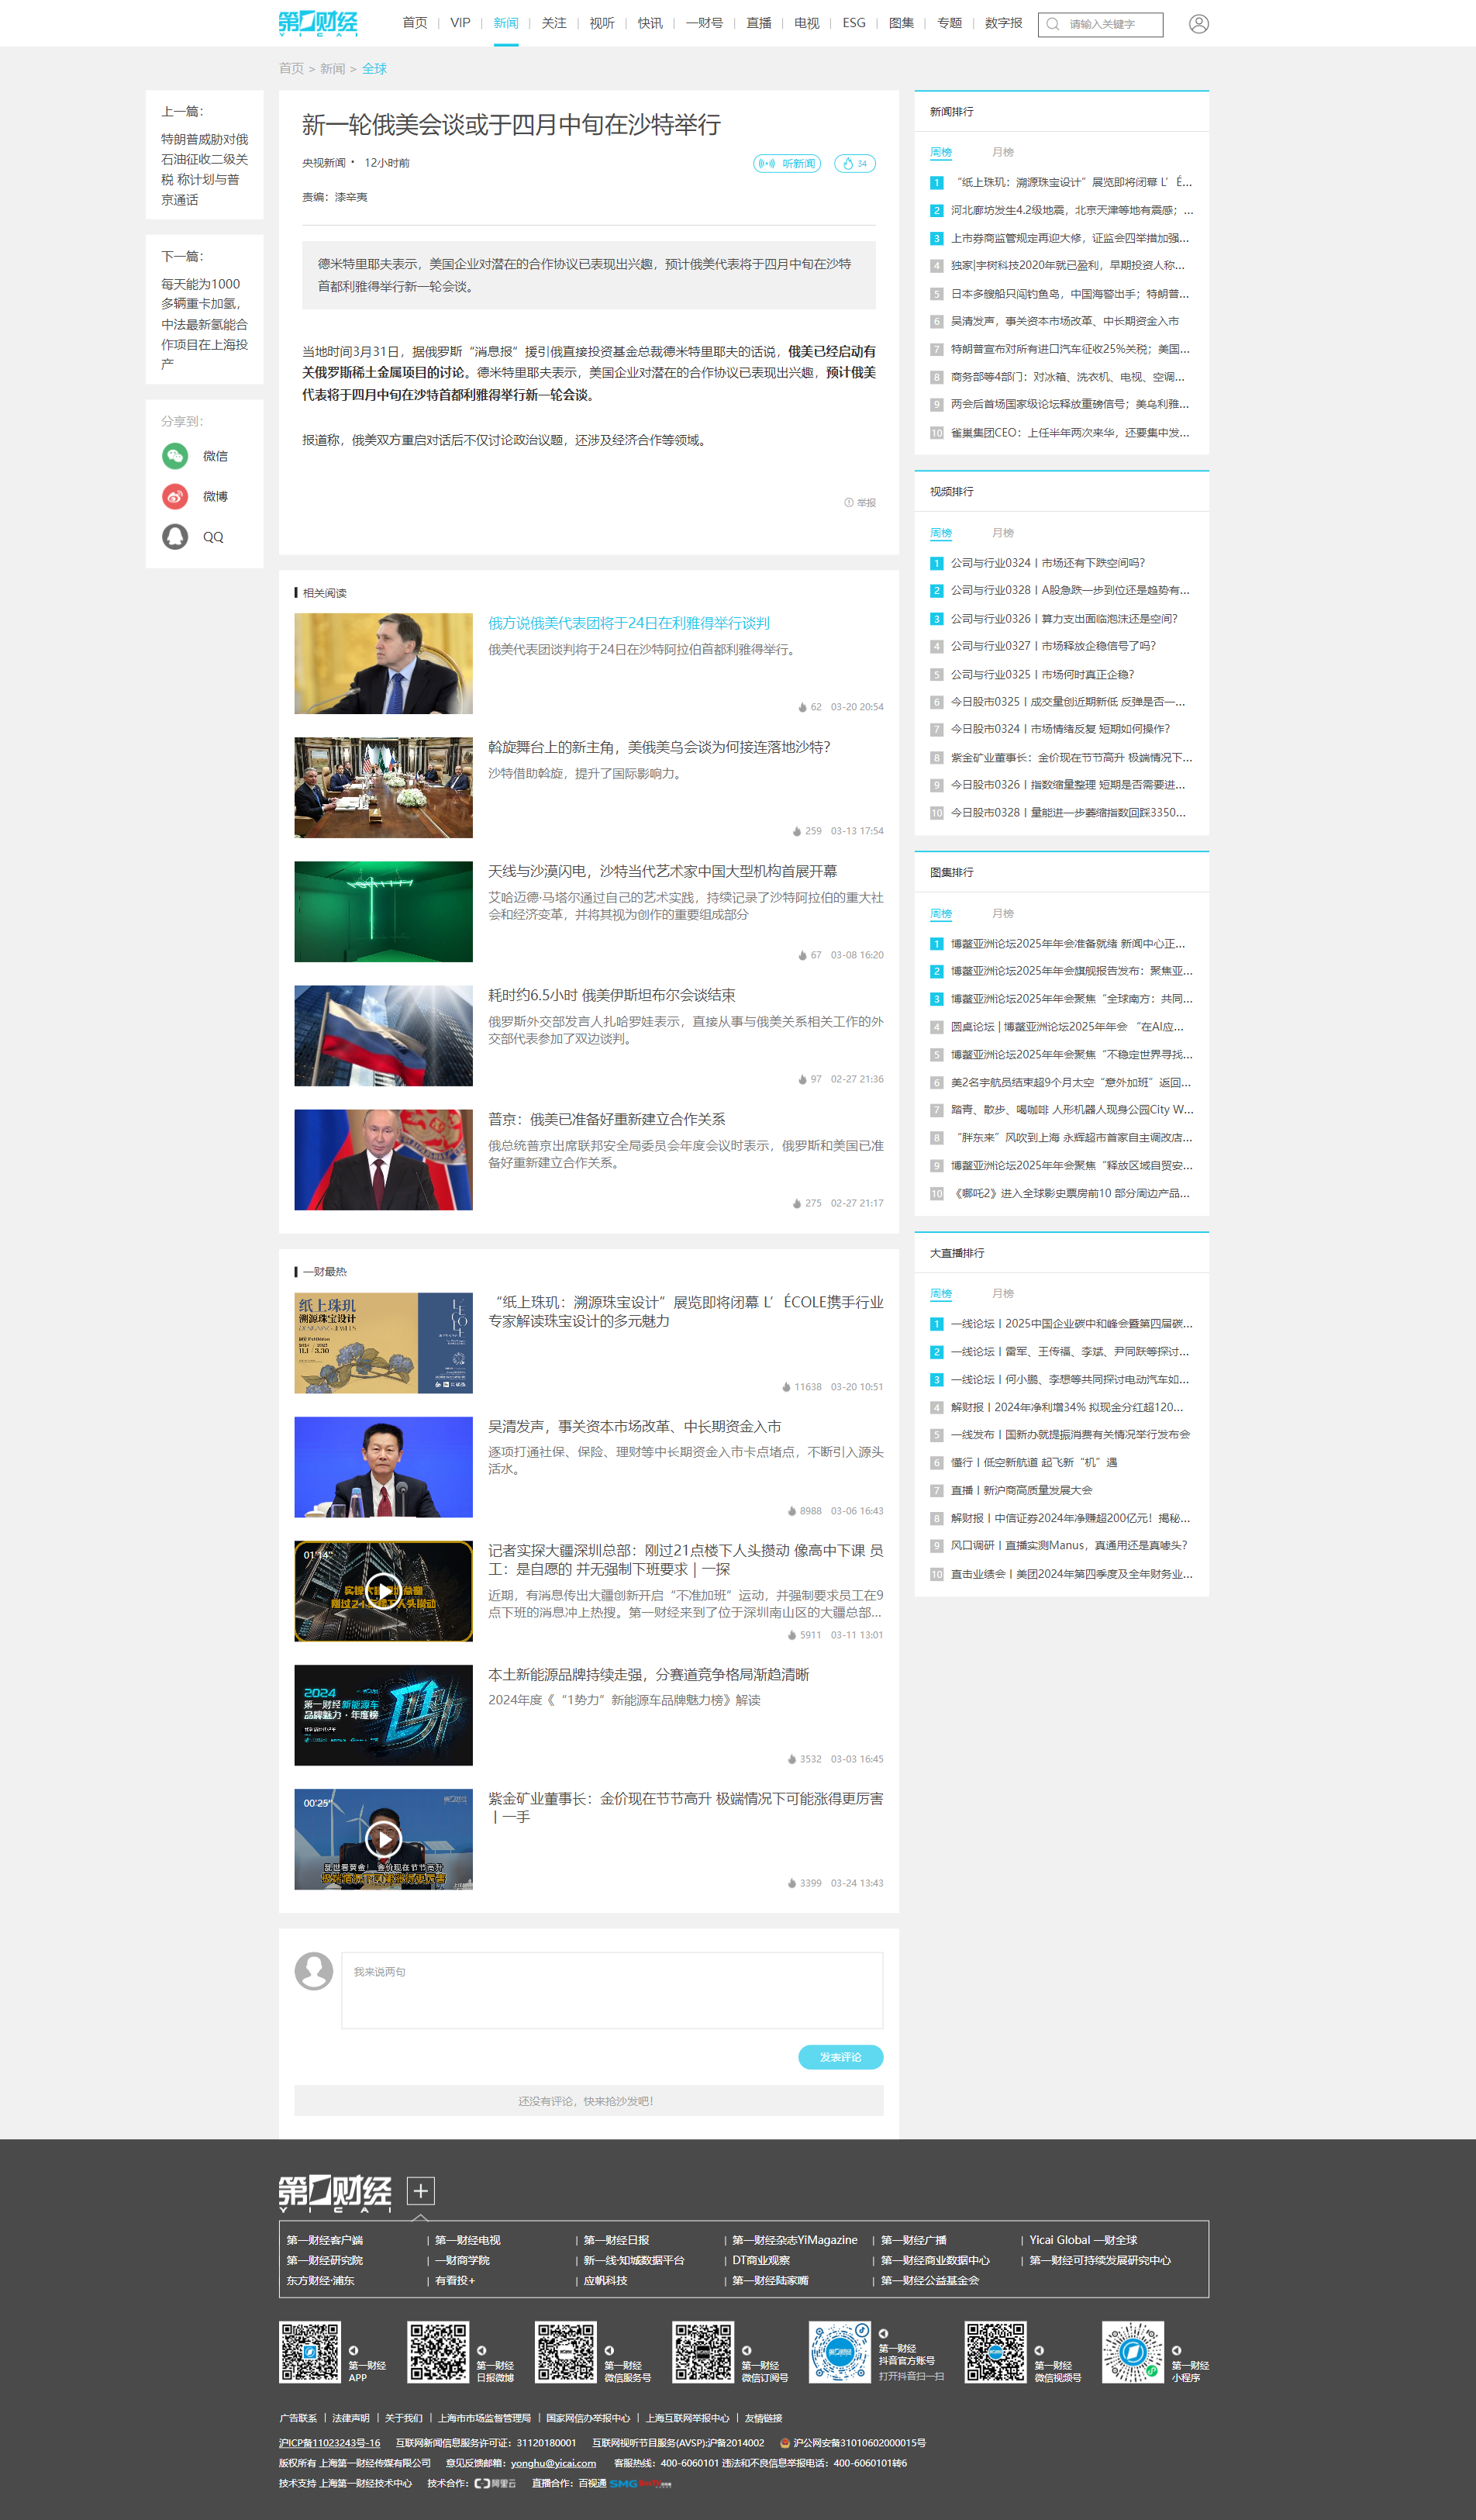 第一财经
YICAI
首页 | VIP | 新闻 | 关注 | 视听 | 快讯 | 一财号 | 直播 | 电视 | ESG | 图集 | 专题 | 数字报
请输入关键字
首页 > 新闻 > 全球
上一篇：
特朗普威胁对俄
石油征收二级关
税 称计划与普
京通话
下一篇：
每天能为1000
多辆重卡加氢，
中法最新氢能合
作项目在上海投
产
分享到：
微信
微博
QQ
新一轮俄美会谈或于四月中旬在沙特举行
央视新闻 • 12小时前
听新闻
34
责编：漆辛夷
德米特里耶夫表示，美国企业对潜在的合作协议已表现出兴趣，预计俄美代表将于四月中旬在沙特
首都利雅得举行新一轮会谈。
当地时间3月31日，据俄罗斯“消息报”援引俄直接投资基金总裁德米特里耶夫的话说，俄美已经启动有
关俄罗斯稀土金属项目的讨论。德米特里耶夫表示，美国企业对潜在的合作协议已表现出兴趣，预计俄美
代表将于四月中旬在沙特首都利雅得举行新一轮会谈。
报道称，俄美双方重启对话后不仅讨论政治议题，还涉及经济合作等领域。
举报
相关阅读
俄方说俄美代表团将于24日在利雅得举行谈判
俄美代表团谈判将于24日在沙特阿拉伯首都利雅得举行。
62 03-20 20:54
斡旋舞台上的新主角，美俄美乌会谈为何接连落地沙特？
沙特借助斡旋，提升了国际影响力。
259 03-13 17:54
天线与沙漠闪电，沙特当代艺术家中国大型机构首展开幕
艾哈迈德·马塔尔通过自己的艺术实践，持续记录了沙特阿拉伯的重大社
会和经济变革，并将其视为创作的重要组成部分
67 03-08 16:20
耗时约6.5小时 俄美伊斯坦布尔会谈结束
俄罗斯外交部发言人扎哈罗娃表示，直接从事与俄美关系相关工作的外
交部代表参加了双边谈判。
97 02-27 21:36
普京：俄美已准备好重新建立合作关系
俄总统普京出席联邦安全局委员会年度会议时表示，俄罗斯和美国已准
备好重新建立合作关系。
275 02-27 21:17
一财最热
纸上珠玑
溯源珠宝设计
DESIGNING JEWELS
L'ÉCOLE
“纸上珠玑：溯源珠宝设计”展览即将闭幕 L’ÉCOLE携手行业
专家解读珠宝设计的多元魅力
11638 03-20 10:51
吴清发声，事关资本市场改革、中长期资金入市
逐项打通社保、保险、理财等中长期资金入市卡点堵点，不断引入源头
活水。
8988 03-06 16:43
01'14"
实探大疆深圳总部
刚过21点楼下人头攒动
记者实探大疆深圳总部：刚过21点楼下人头攒动 像高中下课 员
工：是自愿的 并无强制下班要求｜一探
近期，有消息传出大疆创新开启“不准加班”运动，并强制要求员工在9
点下班的消息冲上热搜。第一财经来到了位于深圳南山区的大疆总部...
5911 03-11 13:01
2024
第一财经新能源车
品牌魅力·年度榜
本土新能源品牌持续走强，分赛道竞争格局渐趋清晰
2024年度《“1势力”新能源车品牌魅力榜》解读
3532 03-03 16:45
00'25"
乱世看黄金！金价现在节节高升
紫金矿业董事长：金价现在节节高升 极端情况下可能涨得更厉害
｜一手
3399 03-24 13:43
我来说两句
发表评论
还没有评论，快来抢沙发吧！
新闻排行
周榜 月榜
1 “纸上珠玑：溯源珠宝设计”展览即将闭幕 L’É...
2 河北廊坊发生4.2级地震，北京天津等地有震感；...
3 上市券商监管规定再迎大修，证监会四举措加强...
4 独家|宇树科技2020年就已盈利，早期投资人称...
5 日本多艘船只闯钓鱼岛，中国海警出手；特朗普...
6 吴清发声，事关资本市场改革、中长期资金入市
7 特朗普宣布对所有进口汽车征收25%关税；美国...
8 商务部等4部门：对冰箱、洗衣机、电视、空调...
9 两会后首场国家级论坛释放重磅信号；美乌利雅...
10 雀巢集团CEO：上任半年两次来华，还要集中发...
视频排行
周榜 月榜
1 公司与行业0324丨市场还有下跌空间吗？
2 公司与行业0328丨A股急跌一步到位还是趋势有...
3 公司与行业0326丨算力支出面临泡沫还是空间？
4 公司与行业0327丨市场释放企稳信号了吗？
5 公司与行业0325丨市场何时真正企稳？
6 今日股市0325丨成交量创近期新低 反弹是否一...
7 今日股市0324丨市场情绪反复 短期如何操作？
8 紫金矿业董事长：金价现在节节高升 极端情况下...
9 今日股市0326丨指数缩量整理 短期是否需要进...
10 今日股市0328丨量能进一步萎缩指数回踩3350...
图集排行
周榜 月榜
1 博鳌亚洲论坛2025年年会准备就绪 新闻中心正...
2 博鳌亚洲论坛2025年年会旗舰报告发布：聚焦亚...
3 博鳌亚洲论坛2025年年会聚焦“全球南方：共同...
4 圆桌论坛 | 博鳌亚洲论坛2025年年会 “在AI应...
5 博鳌亚洲论坛2025年年会聚焦“不稳定世界寻找...
6 美2名宇航员结束超9个月太空“意外加班”返回...
7 踏青、散步、喝咖啡 人形机器人现身公园City W...
8 “胖东来”风吹到上海 永辉超市首家自主调改店...
9 博鳌亚洲论坛2025年年会聚焦“释放区域自贸安...
10 《哪吒2》进入全球影史票房前10 部分周边产品...
大直播排行
周榜 月榜
1 一线论坛丨2025中国企业碳中和峰会暨第四届碳...
2 一线论坛丨雷军、王传福、李斌、尹同跃等探讨...
3 一线论坛丨何小鹏、李想等共同探讨电动汽车如...
4 解财报丨2024年净利增34% 拟现金分红超120...
5 一线发布丨国新办就提振消费有关情况举行发布会
6 懂行丨低空新航道 起飞新“机”遇
7 直播丨新沪商高质量发展大会
8 解财报丨中信证券2024年净赚超200亿元！揭秘...
9 风口调研丨直播实测Manus，真通用还是真噱头？
10 直击业绩会丨美团2024年第四季度及全年财务业...
第一财经
YICAI
第一财经客户端 | 第一财经电视 | 第一财经日报 | 第一财经杂志YiMagazine | 第一财经广播 | Yicai Global 一财全球
第一财经研究院 | 一财商学院 | 新一线·知城数据平台 | DT商业观察 | 第一财经商业数据中心 | 第一财经可持续发展研究中心
东方财经·浦东 | 有看投+ | 应帆科技 | 第一财经陆家嘴 | 第一财经公益基金会
第一财经
APP
第一财经
日报微博
第一财经
微信服务号
第一财经
微信订阅号
第一财经
抖音官方账号
打开抖音扫一扫
第一财经
微信视频号
第一财经
小程序
广告联系 | 法律声明 | 关于我们 | 上海市市场监督管理局 | 国家网信办举报中心 | 上海互联网举报中心 | 友情链接
沪ICP备11023243号-16 互联网新闻信息服务许可证：31120180001 互联网视听节目服务(AVSP):沪备2014002 沪公网安备31010602000015号
版权所有 上海第一财经传媒有限公司 意见反馈邮箱：yonghu@yicai.com 客服热线：400-6060101 违法和不良信息举报电话：400-6060101转6
技术支持 上海第一财经技术中心 技术合作：阿里云 直播合作：百视通 SMG